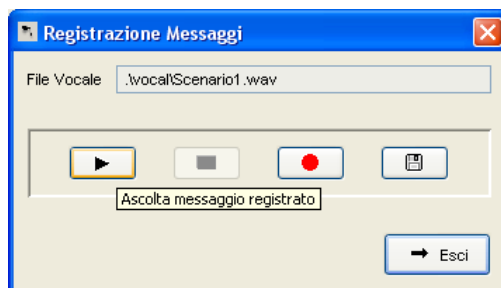 Registrazione Messaggi
File Vocale .\vocal\Scenario1.wav
Ascolta messaggio registrato
Esci